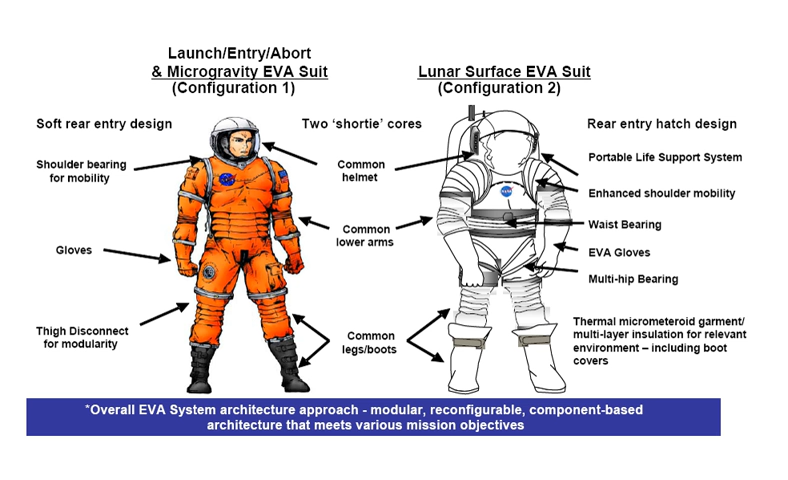 Launch/Entry/Abort
& Microgravity EVA Suit
(Configuration 1)
Lunar Surface EVA Suit
(Configuration 2)
Soft rear entry design
Two ‘shortie’ cores
Rear entry hatch design
Shoulder bearing
for mobility
Common
helmet
Portable Life Support System
Enhanced shoulder mobility
Common
lower arms
Waist Bearing
Gloves
EVA Gloves
Multi-hip Bearing
Thigh Disconnect
for modularity
Common
legs/boots
Thermal micrometeroid garment/
multi-layer insulation for relevant
environment – including boot
covers
NASA
*Overall EVA System architecture approach - modular, reconfigurable, component-based
architecture that meets various mission objectives